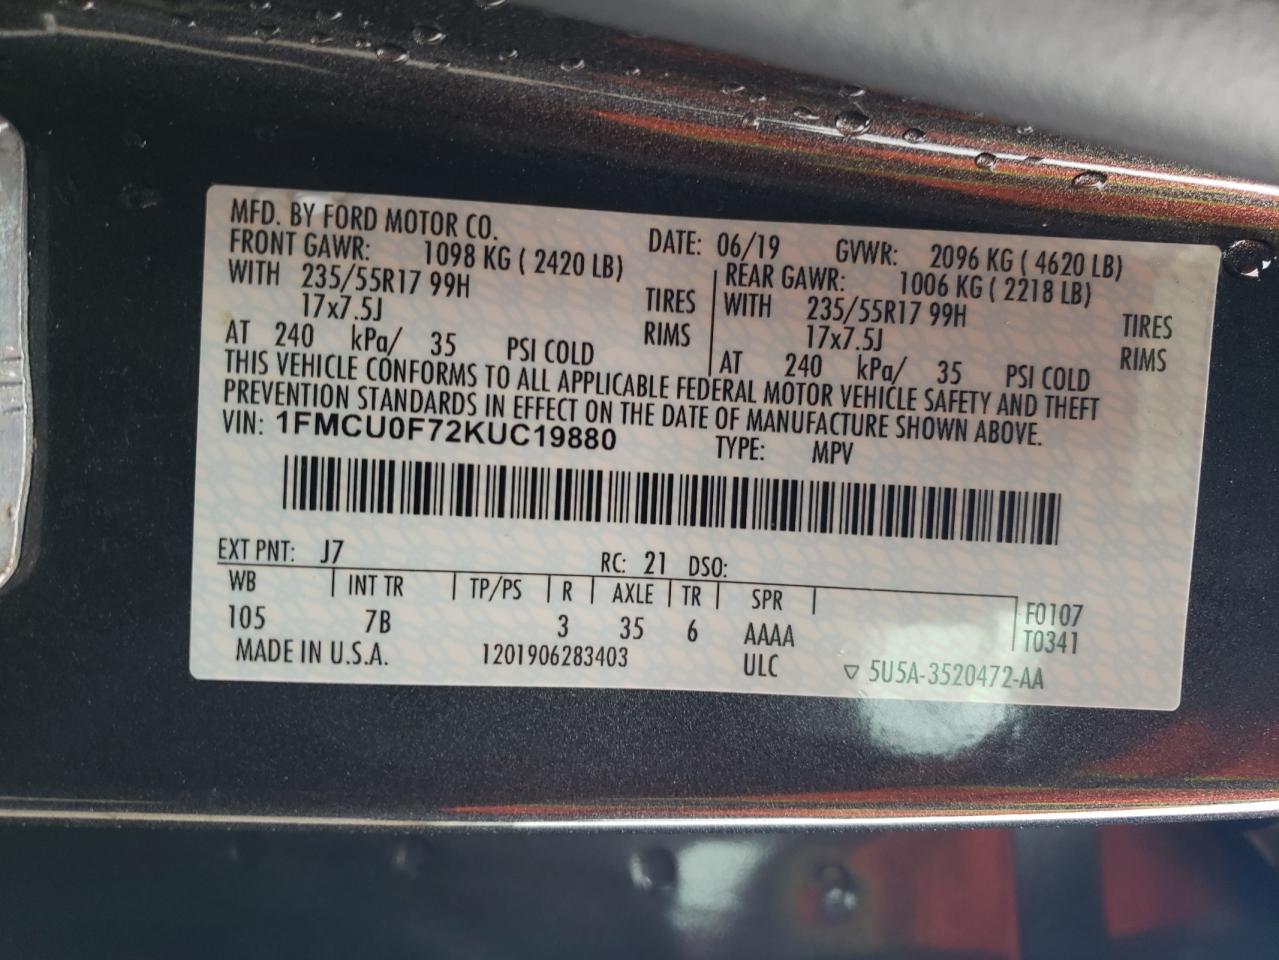 MFD. BY FORD MOTOR CO.
DATE: 06/19 GVWR: 2096 KG ( 4620 LB)
FRONT GAWR: 1098 KG ( 2420 LB)
WITH 235/55R17 99H TIRES
17x7.5J RIMS
AT 240 kPa/ 35 PSI COLD
REAR GAWR: 1006 KG ( 2218 LB)
WITH 235/55R17 99H TIRES
17x7.5J RIMS
AT 240 kPa/ 35 PSI COLD
THIS VEHICLE CONFORMS TO ALL APPLICABLE FEDERAL MOTOR VEHICLE SAFETY AND THEFT
PREVENTION STANDARDS IN EFFECT ON THE DATE OF MANUFACTURE SHOWN ABOVE.
VIN: 1FMCU0F72KUC19880 TYPE: MPV
EXT PNT: J7 RC: 21 DSO:
WB INT TR TP/PS R AXLE TR SPR
105 7B 3 35 6 AAAA
F0107
T0341
MADE IN U.S.A. 1201906283403 ULC ▽ 5U5A-3520472-AA